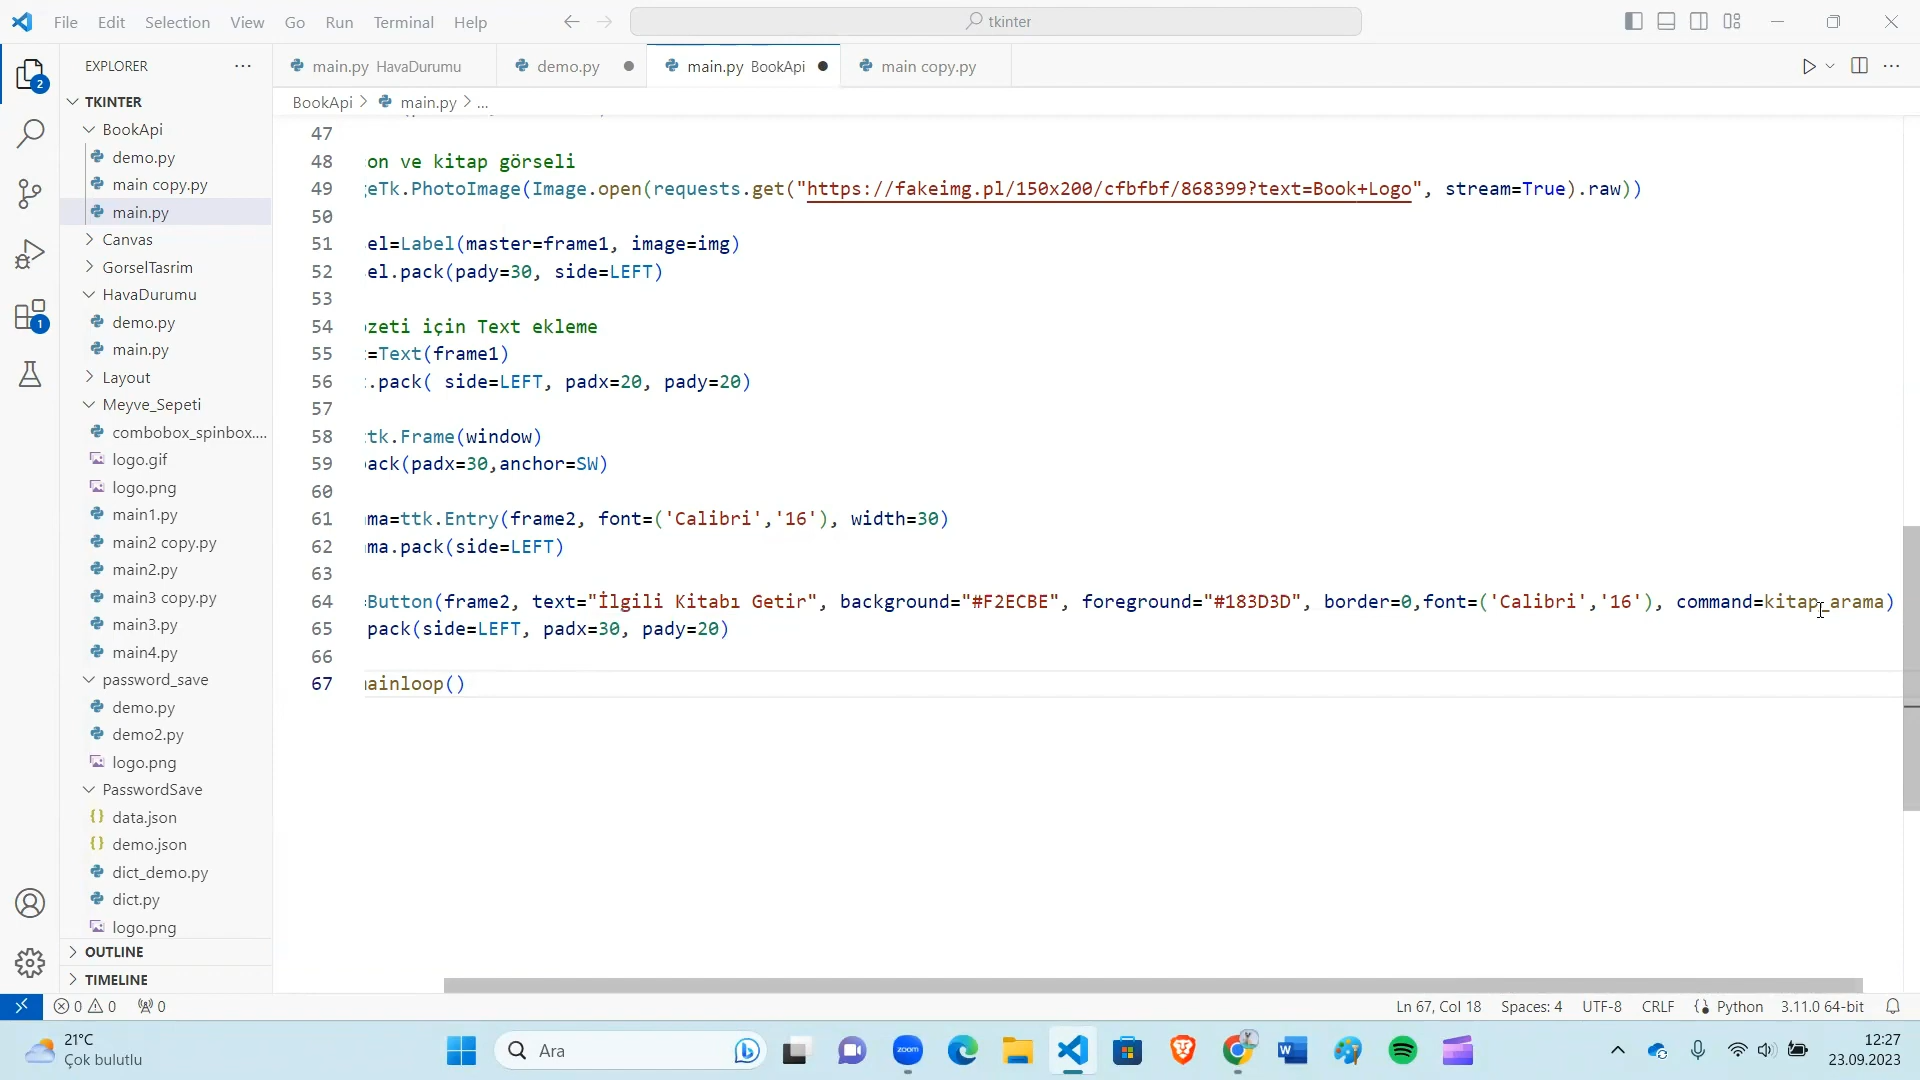 File Edit Selection View Go Run Terminal Help
tkinter
EXPLORER
main.py HavaDurumu
demo.py
main.py BookApi
main copy.py
BookApi > main.py > ...
TKINTER
BookApi
demo.py
main copy.py
main.py
Canvas
GorselTasrim
HavaDurumu
demo.py
main.py
Layout
Meyve_Sepeti
combobox_spinbox....
logo.gif
logo.png
main1.py
main2 copy.py
main2.py
main3 copy.py
main3.py
main4.py
password_save
demo.py
demo2.py
logo.png
PasswordSave
data.json
demo.json
dict_demo.py
dict.py
logo.png
OUTLINE
TIMELINE
2
1
47
48 on ve kitap görseli
49 geTk.PhotoImage(Image.open(requests.get("https://fakeimg.pl/150x200/cfbfbf/868399?text=Book+Logo", stream=True).raw))
50
51 el=Label(master=frame1, image=img)
52 el.pack(pady=30, side=LEFT)
53
54 özeti için Text ekleme
55 t=Text(frame1)
56 t.pack( side=LEFT, padx=20, pady=20)
57
58 ttk.Frame(window)
59 pack(padx=30,anchor=SW)
60
61 ma=ttk.Entry(frame2, font=('Calibri','16'), width=30)
62 ma.pack(side=LEFT)
63
64 =Button(frame2, text="İlgili Kitabı Getir", background="#F2ECBE", foreground="#183D3D", border=0,font=('Calibri','16'), command=kitap_arama)
65 pack(side=LEFT, padx=30, pady=20)
66
67 mainloop()
0 0 0
Ln 67, Col 18 Spaces: 4 UTF-8 CRLF Python 3.11.0 64-bit
21°C
Çok bulutlu
Ara
zoom
12:27
23.09.2023